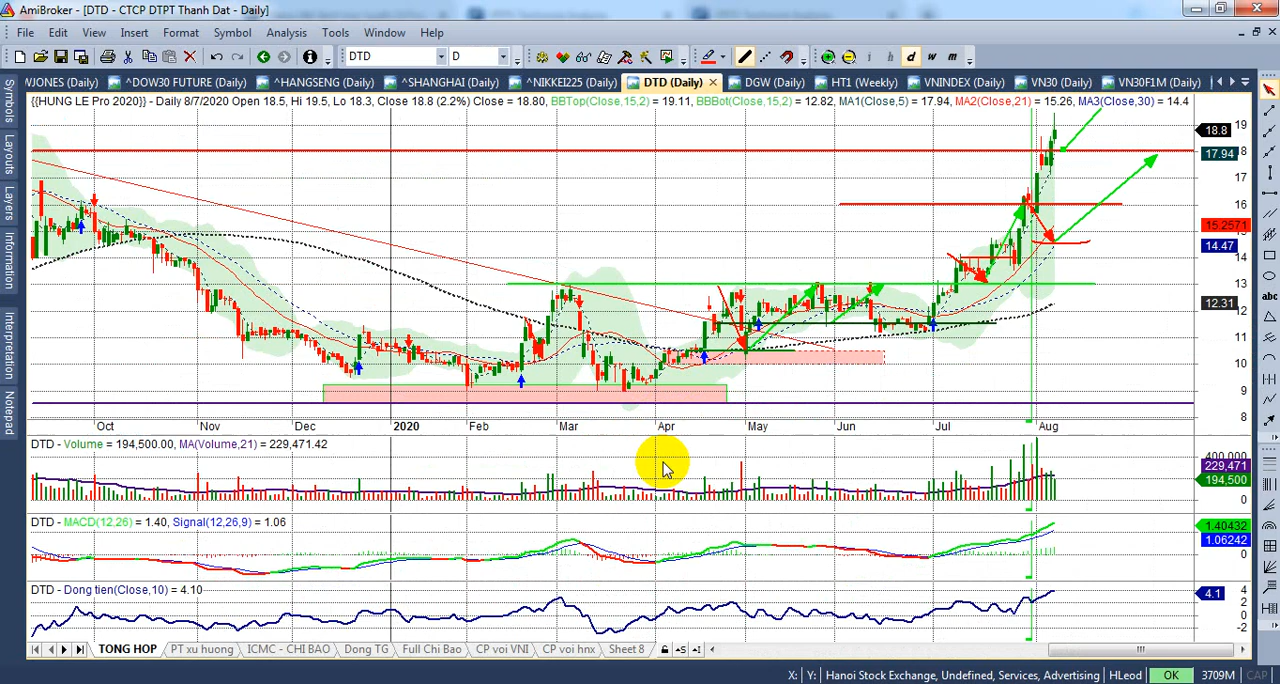 AmiBroker - [DTD - CTCP DTPT Thanh Dat - Daily]
File Edit View Insert Format Symbol Analysis Tools Window Help
DTD D i h d w m
Symbols
Layouts
Layers
Information
Interpretation
Notepad
W/JONES (Daily) ^DOW30 FUTURE (Daily) ^HANGSENG (Daily) ^SHANGHAI (Daily) ^NIKKEI225 (Daily) DTD (Daily) DGW (Daily) HT1 (Weekly) VNINDEX (Daily) VN30 (Daily) VN30F1M (Daily)
{{HUNG LE Pro 2020}} - Daily 8/7/2020 Open 18.5, Hi 19.5, Lo 18.3, Close 18.8 (2.2%) Close = 18.80, BBTop(Close,15,2) = 19.11, BBBot(Close,15,2) = 12.82, MA1(Close,5) = 17.94, MA2(Close,21) = 15.26, MA3(Close,30) = 14.4
18.8 19
17.94 8
17
16
15.2571
14.47
13
12.31
11
10
9
8
Oct Nov Dec 2020 Feb Mar Apr May Jun Jul Aug
DTD - Volume = 194,500.00, MA(Volume,21) = 229,471.42
400,000
229,471
194,500
0
DTD - MACD(12,26) = 1.40, Signal(12,26,9) = 1.06
1.40432
1.06242
0
DTD - Dong tien(Close,10) = 4.10
4
4.1
2
0
-2
TONG HOP PT xu huong ICMC - CHI BAO Dong TG Full Chi Bao CP voi VNI CP voi hnx Sheet 8
X: Y: Hanoi Stock Exchange, Undefined, Services, Advertising HLeod OK 3709M CAP
abc